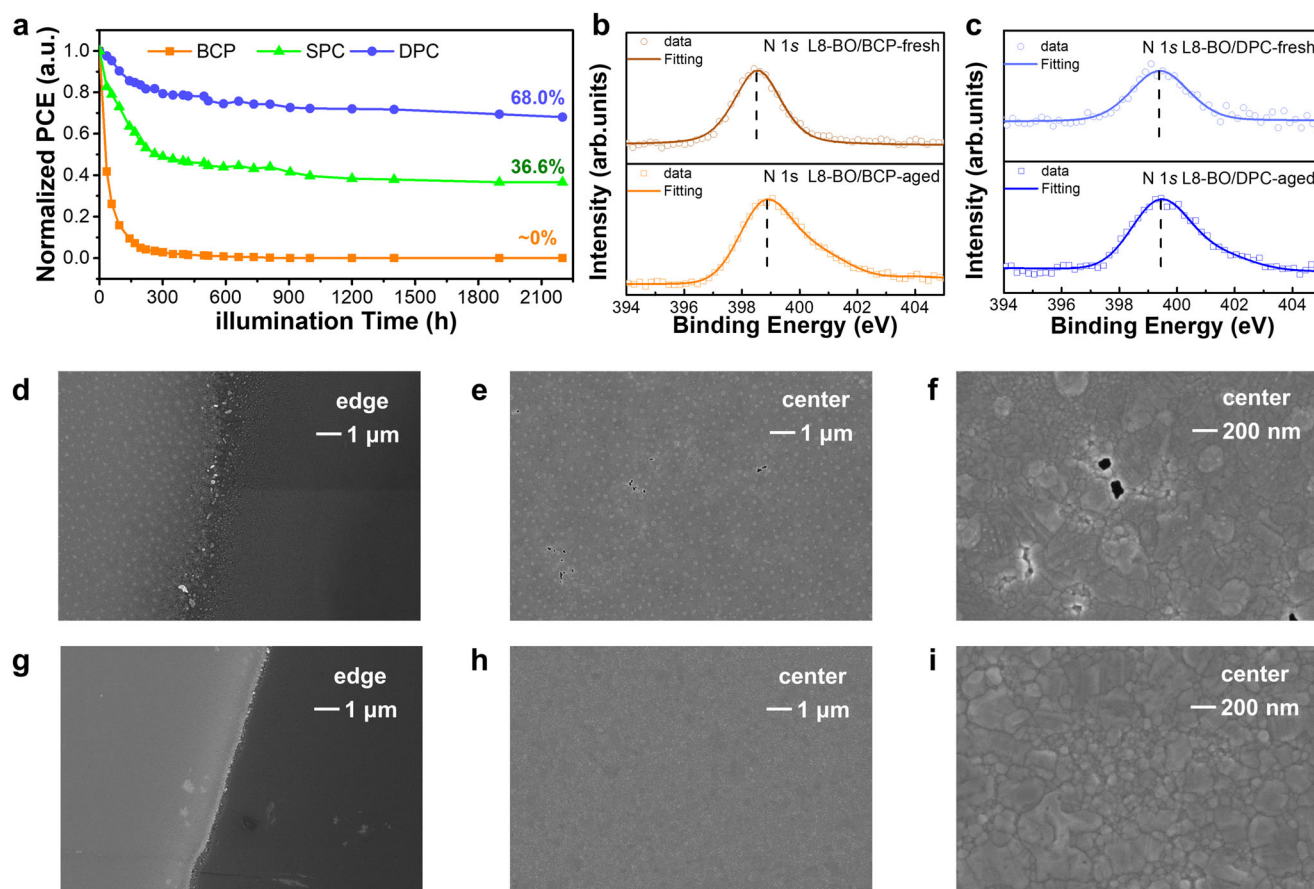 a
BCP SPC DPC
Normalized PCE (a.u.)
1.0
0.8
0.6
0.4
0.2
0.0
68.0%
36.6%
~0%
0 300 600 900 1200 1500 1800 2100
illumination Time (h)
b
data
Fitting
N 1s L8-BO/BCP-fresh
data
Fitting
N 1s L8-BO/BCP-aged
Intensity (arb.units)
394 396 398 400 402 404
Binding Energy (eV)
c
data
Fitting
N 1s L8-BO/DPC-fresh
data
Fitting
N 1s L8-BO/DPC-aged
Intensity (arb.units)
394 396 398 400 402 404
Binding Energy (eV)
d
edge
1 µm
e
center
1 µm
f
center
200 nm
g
edge
1 µm
h
center
1 µm
i
center
200 nm